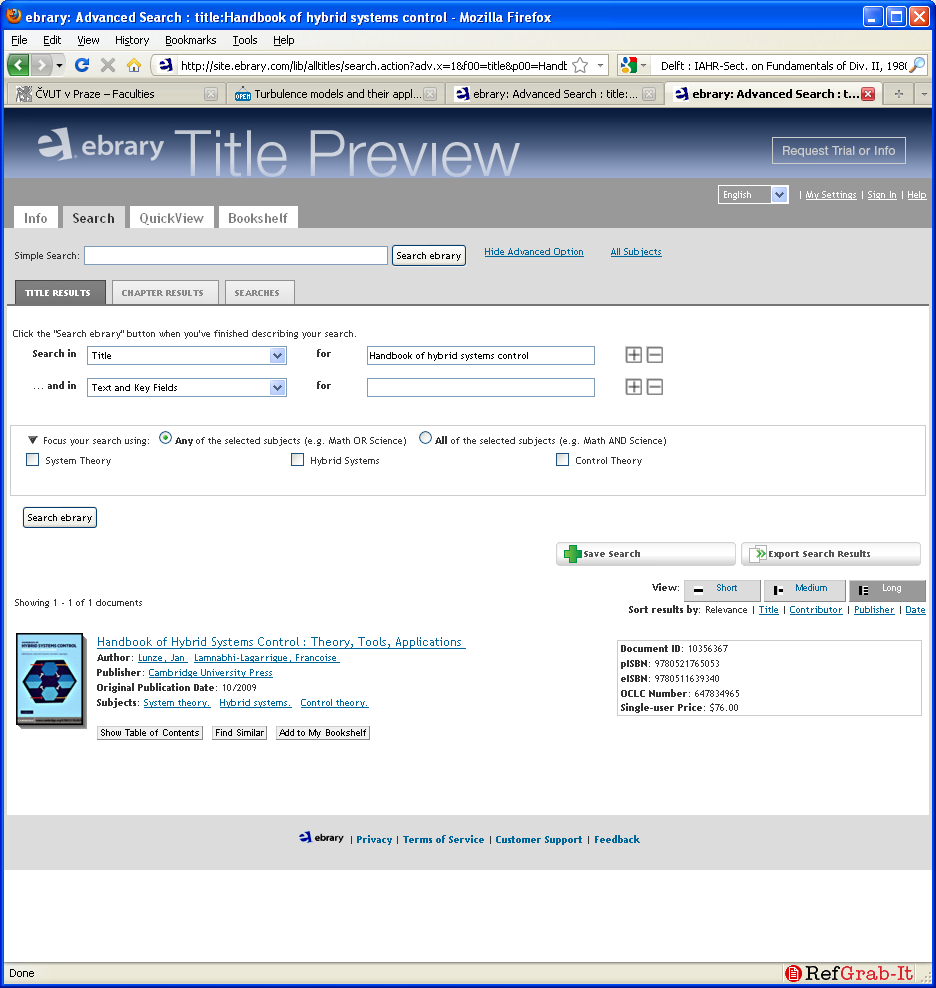 ebrary: Advanced Search : title:Handbook of hybrid systems control - Mozilla Firefox
File Edit View History Bookmarks Tools Help
http://site.ebrary.com/lib/alltitles/search.action?adv.x=1&f00=title&p00=Handb Delft : IAHR-Sect. on Fundamentals of Div. II, 1980
ČVUT v Praze – Faculties OPEN Turbulence models and their appl... ebrary: Advanced Search : title:... ebrary: Advanced Search : t...
ebrary Title Preview Request Trial or Info
English | My Settings | Sign In | Help
Info Search QuickView Bookshelf
Simple Search: Search ebrary Hide Advanced Option All Subjects
TITLE RESULTS CHAPTER RESULTS SEARCHES
Click the "Search ebrary" button when you've finished describing your search.
Search in Title for Handbook of hybrid systems control
... and in Text and Key Fields for
Focus your search using: Any of the selected subjects (e.g. Math OR Science) All of the selected subjects (e.g. Math AND Science)
System Theory Hybrid Systems Control Theory
Search ebrary
Save Search Export Search Results
View: Short Medium Long
Showing 1 - 1 of 1 documents
Sort results by: Relevance | Title | Contributor | Publisher | Date
HYBRID SYSTEMS CONTROL
Handbook of Hybrid Systems Control : Theory, Tools, Applications
Author: Lunze, Jan Lamnabhi-Lagarrigue, Francoise
Publisher: Cambridge University Press
Original Publication Date: 10/2009
Subjects: System theory. Hybrid systems. Control theory.
Show Table of Contents Find Similar Add to My Bookshelf
Document ID: 10356367
pISBN: 9780521765053
eISBN: 9780511639340
OCLC Number: 647834965
Single-user Price: $76.00
ebrary | Privacy | Terms of Service | Customer Support | Feedback
Done RefGrab-It